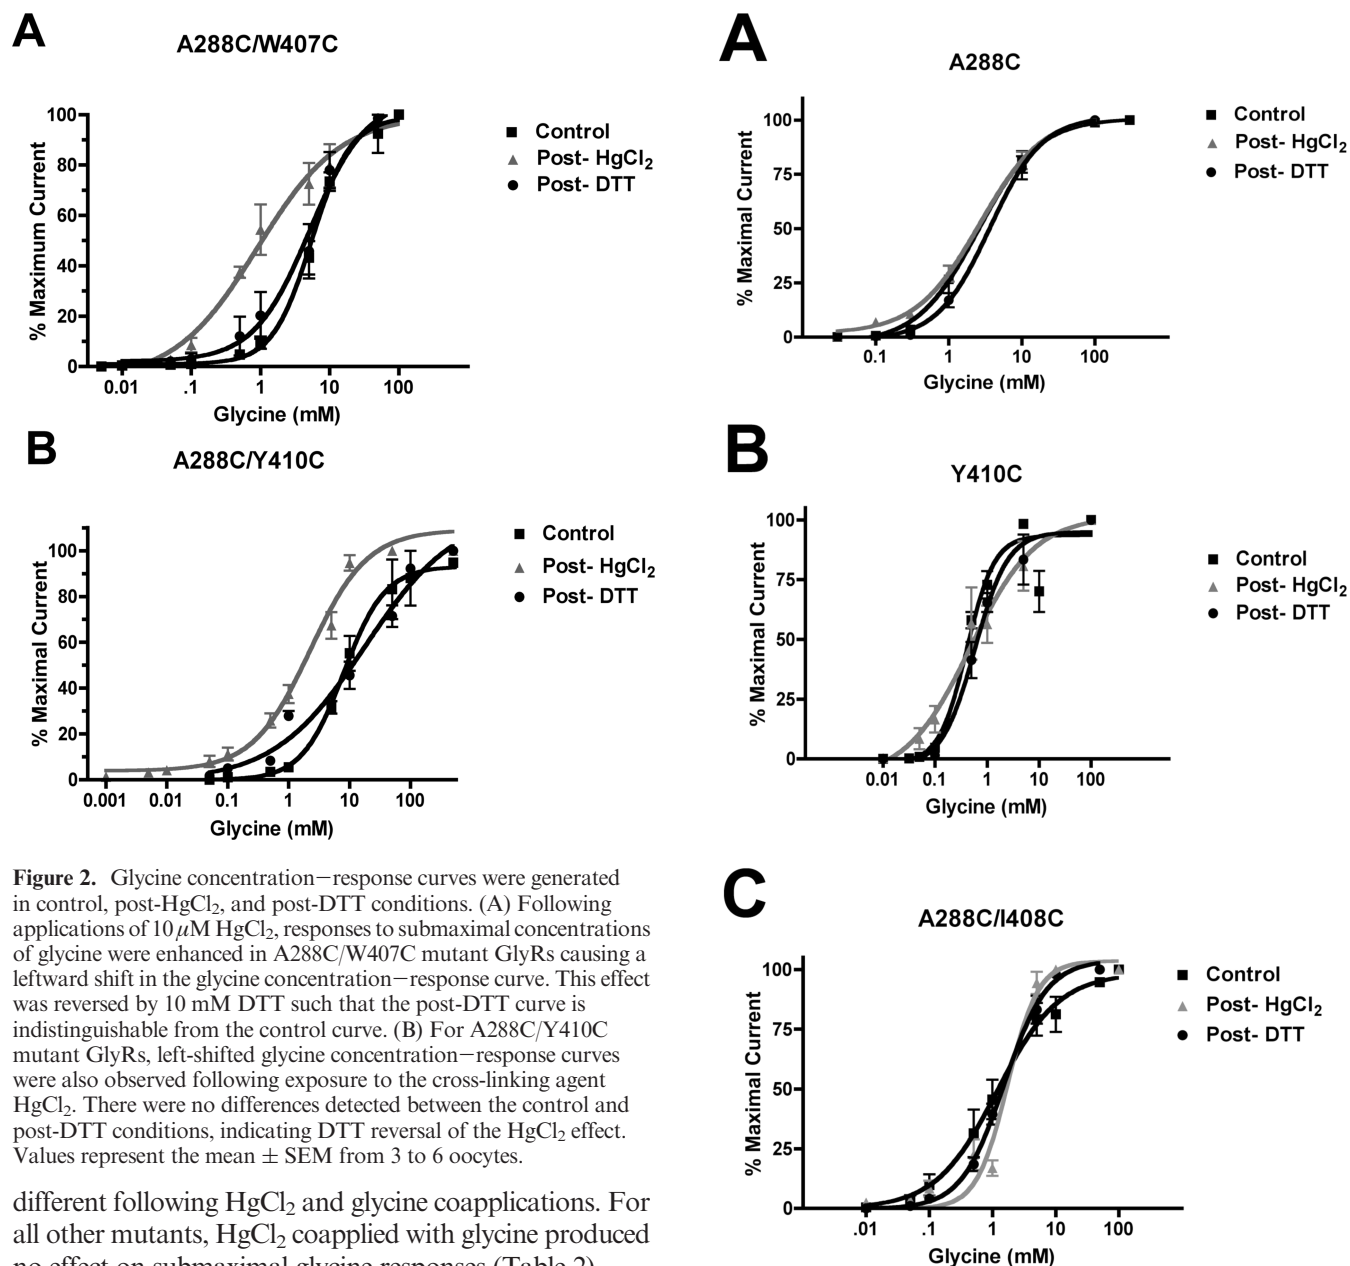 A
A288C/W407C
% Maximum Current
100
80
60
40
20
0
0.01
.1
1
10
100
Glycine (mM)
Control
Post- HgCl2
Post- DTT
B
A288C/Y410C
% Maximal Current
100
80
60
40
20
0
0.001
0.01
0.1
1
10
100
Glycine (mM)
Control
Post- HgCl2
Post- DTT
Figure 2. Glycine concentration−response curves were generated
in control, post-HgCl2, and post-DTT conditions. (A) Following
applications of 10 μM HgCl2, responses to submaximal concentrations
of glycine were enhanced in A288C/W407C mutant GlyRs causing a
leftward shift in the glycine concentration−response curve. This effect
was reversed by 10 mM DTT such that the post-DTT curve is
indistinguishable from the control curve. (B) For A288C/Y410C
mutant GlyRs, left-shifted glycine concentration−response curves
were also observed following exposure to the cross-linking agent
HgCl2. There were no differences detected between the control and
post-DTT conditions, indicating DTT reversal of the HgCl2 effect.
Values represent the mean ± SEM from 3 to 6 oocytes.
different following HgCl2 and glycine coapplications. For
all other mutants, HgCl2 coapplied with glycine produced
no effect on submaximal glycine responses (Table 2).
A
A288C
% Maximal Current
100
75
50
25
0
0.1
1
10
100
Glycine (mM)
Control
Post- HgCl2
Post- DTT
B
Y410C
% Maximal Current
100
75
50
25
0
0.01
0.1
1
10
100
Glycine (mM)
Control
Post- HgCl2
Post- DTT
C
A288C/I408C
% Maximal Current
100
75
50
25
0
.01
.1
1
10
100
Glycine (mM)
Control
Post- HgCl2
Post- DTT